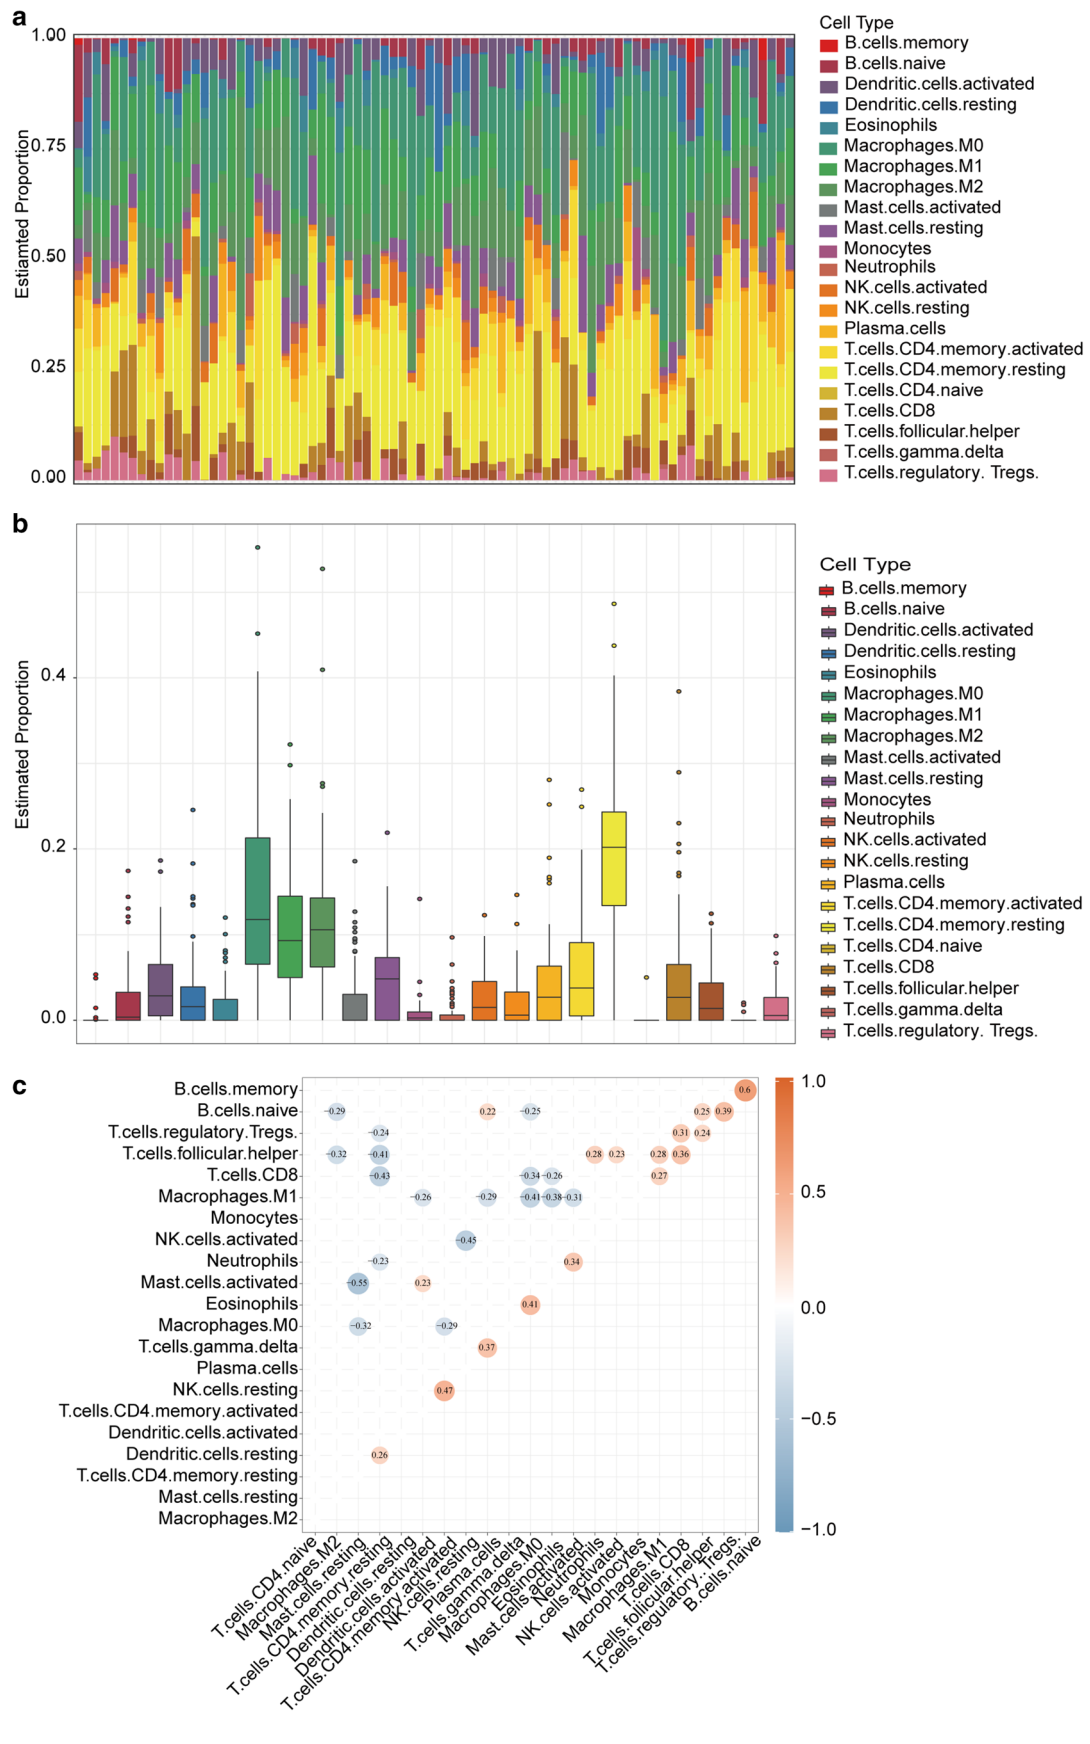 a
1.00
0.75
0.50
0.25
0.00
Estiamted Proportion
Cell Type
B.cells.memory
B.cells.naive
Dendritic.cells.activated
Dendritic.cells.resting
Eosinophils
Macrophages.M0
Macrophages.M1
Macrophages.M2
Mast.cells.activated
Mast.cells.resting
Monocytes
Neutrophils
NK.cells.activated
NK.cells.resting
Plasma.cells
T.cells.CD4.memory.activated
T.cells.CD4.memory.resting
T.cells.CD4.naive
T.cells.CD8
T.cells.follicular.helper
T.cells.gamma.delta
T.cells.regulatory. Tregs.
b
0.4
0.2
0.0
Estimated Proportion
Cell Type
B.cells.memory
B.cells.naive
Dendritic.cells.activated
Dendritic.cells.resting
Eosinophils
Macrophages.M0
Macrophages.M1
Macrophages.M2
Mast.cells.activated
Mast.cells.resting
Monocytes
Neutrophils
NK.cells.activated
NK.cells.resting
Plasma.cells
T.cells.CD4.memory.activated
T.cells.CD4.memory.resting
T.cells.CD4.naive
T.cells.CD8
T.cells.follicular.helper
T.cells.gamma.delta
T.cells.regulatory. Tregs.
c
B.cells.memory 0.6
B.cells.naive −0.29 0.22 −0.25 0.25 0.39
T.cells.regulatory.Tregs. −0.24 0.31 0.24
T.cells.follicular.helper −0.32 −0.41 0.28 0.23 0.28 0.36
T.cells.CD8 −0.43 −0.34 −0.26 0.27
Macrophages.M1 −0.26 −0.29 −0.41 −0.38 −0.31
Monocytes
NK.cells.activated −0.45
Neutrophils −0.23 0.34
Mast.cells.activated −0.55 0.23
Eosinophils 0.41
Macrophages.M0 −0.32 −0.29
T.cells.gamma.delta 0.37
Plasma.cells
NK.cells.resting 0.47
T.cells.CD4.memory.activated
Dendritic.cells.activated
Dendritic.cells.resting 0.26
T.cells.CD4.memory.resting
Mast.cells.resting
Macrophages.M2
T.cells.CD4.naive
Macrophages.M2
Mast.cells.resting
T.cells.CD4.memory.resting
Dendritic.cells.resting
Dendritic.cells.activated
T.cells.CD4.memory.activated
NK.cells.resting
Plasma.cells
T.cells.gamma.delta
Macrophages.M0
Eosinophils
Mast.cells.activated
Neutrophils
NK.cells.activated
Monocytes
Macrophages.M1
T.cells.CD8
T.cells.follicular.helper
T.cells.regulatory..Tregs.
B.cells.naive
1.0
0.5
0.0
−0.5
−1.0